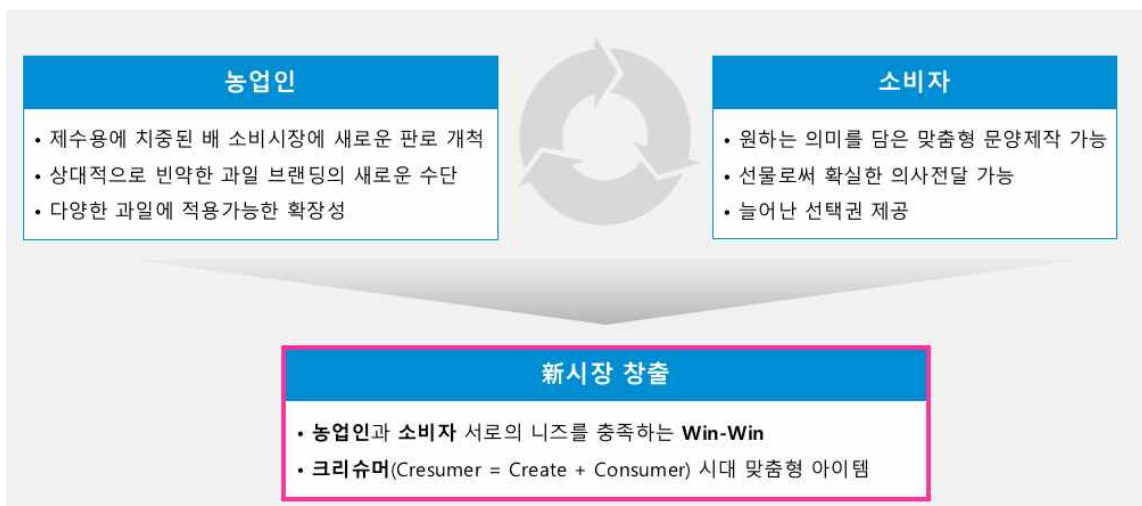 농업인
• 제수용에 치중된 배 소비시장에 새로운 판로 개척
• 상대적으로 빈약한 과일 브랜딩의 새로운 수단
• 다양한 과일에 적용가능한 확장성
소비자
• 원하는 의미를 담은 맞춤형 문양제작 가능
• 선물로써 확실한 의사전달 가능
• 늘어난 선택권 제공
新시장 창출
• 농업인과 소비자 서로의 니즈를 충족하는 Win-Win
• 크리슈머(Cresumer = Create + Consumer) 시대 맞춤형 아이템